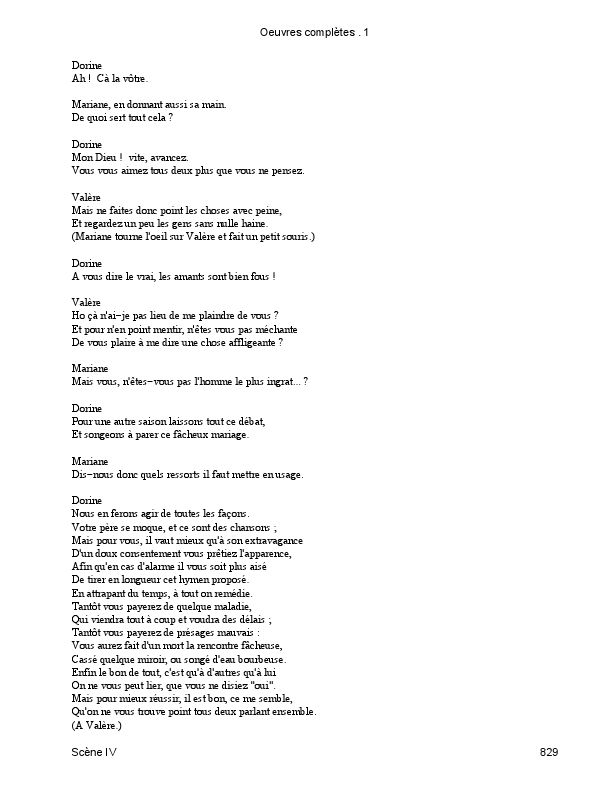 Oeuvres complètes . 1
Dorine
Ah !  Cà la vôtre.
Mariane, en donnant aussi sa main.
De quoi sert tout cela ?
Dorine
Mon Dieu !  vite, avancez.
Vous vous aimez tous deux plus que vous ne pensez.
Valère
Mais ne faites donc point les choses avec peine,
Et regardez un peu les gens sans nulle haine.
(Mariane tourne l'oeil sur Valère et fait un petit souris.)
Dorine
A vous dire le vrai, les amants sont bien fous !
Valère
Ho çà n'ai−je pas lieu de me plaindre de vous ?
Et pour n'en point mentir, n'êtes vous pas méchante
De vous plaire à me dire une chose affligeante ?
Mariane
Mais vous, n'êtes−vous pas l'homme le plus ingrat... ?
Dorine
Pour une autre saison laissons tout ce débat,
Et songeons à parer ce fâcheux mariage.
Mariane
Dis−nous donc quels ressorts il faut mettre en usage.
Dorine
Nous en ferons agir de toutes les façons.
Votre père se moque, et ce sont des chansons ;
Mais pour vous, il vaut mieux qu'à son extravagance
D'un doux consentement vous prêtiez l'apparence,
Afin qu'en cas d'alarme il vous soit plus aisé
De tirer en longueur cet hymen proposé.
En attrapant du temps, à tout on remédie.
Tantôt vous payerez de quelque maladie,
Qui viendra tout à coup et voudra des délais ;
Tantôt vous payerez de présages mauvais :
Vous aurez fait d'un mort la rencontre fâcheuse,
Cassé quelque miroir, ou songé d'eau bourbeuse.
Enfin le bon de tout, c'est qu'à d'autres qu'à lui
On ne vous peut lier, que vous ne disiez "oui".
Mais pour mieux réussir, il est bon, ce me semble,
Qu'on ne vous trouve point tous deux parlant ensemble.
(A Valère.)
Scène IV
829